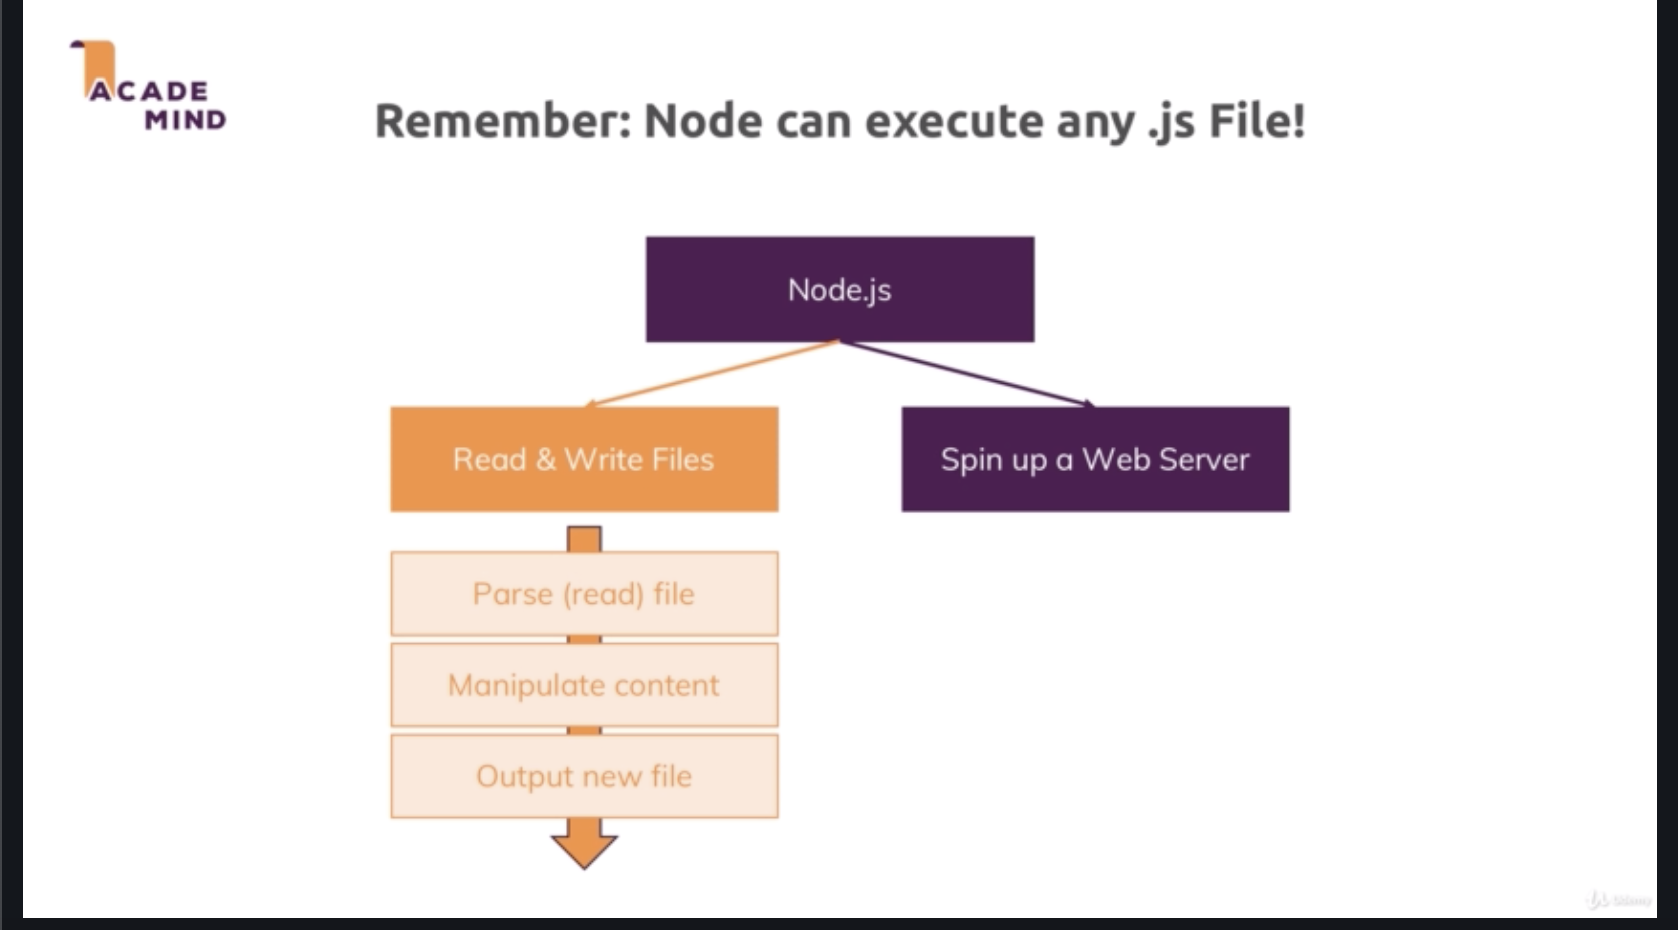 ACADE
MIND
Remember: Node can execute any .js File!
Node.js
Read & Write Files
Spin up a Web Server
Parse (read) file
Manipulate content
Output new file
Udemy